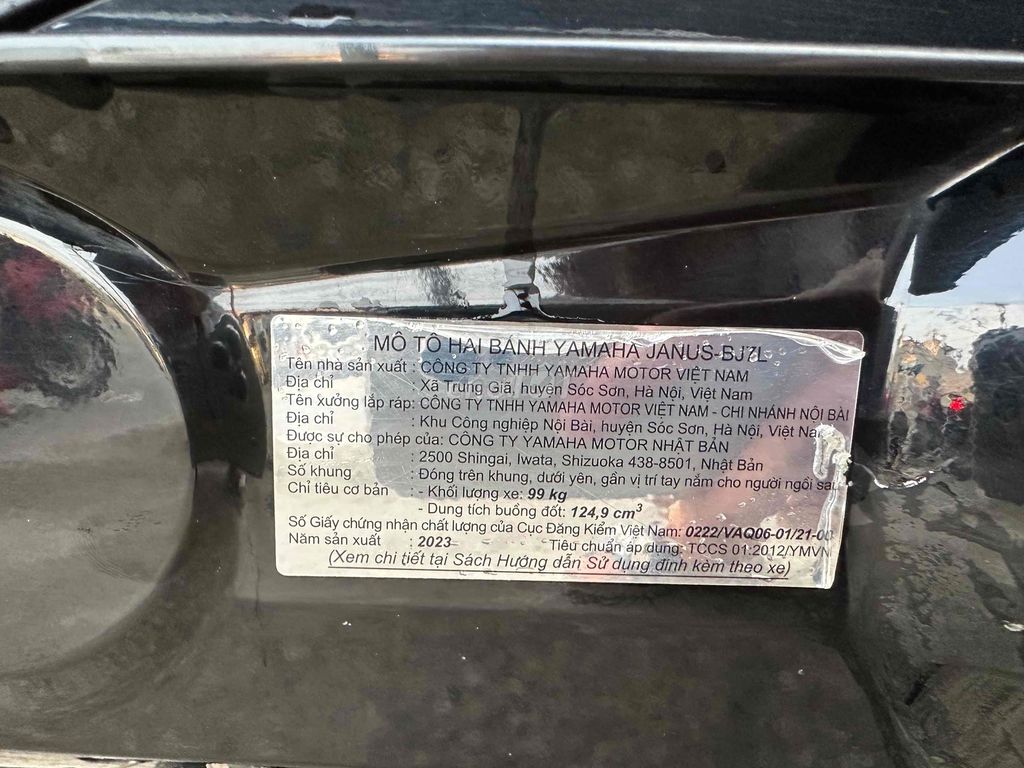 MÔ TÔ HAI BÁNH YAMAHA JANUS-BJ7L
Tên nhà sản xuất : CÔNG TY TNHH YAMAHA MOTOR VIỆT NAM
Địa chỉ : Xã Trung Giã, huyện Sóc Sơn, Hà Nội, Việt Nam
Tên xưởng lắp ráp: CÔNG TY TNHH YAMAHA MOTOR VIỆT NAM - CHI NHÁNH NỘI BÀI
Địa chỉ : Khu Công nghiệp Nội Bài, huyện Sóc Sơn, Hà Nội, Việt Nam
Được sự cho phép của: CÔNG TY YAMAHA MOTOR NHẬT BẢN
Địa chỉ : 2500 Shingai, Iwata, Shizuoka 438-8501, Nhật Bản
Số khung : Đóng trên khung, dưới yên, gần vị trí tay nắm cho người ngồi sau
Chỉ tiêu cơ bản : - Khối lượng xe: 99 kg
- Dung tích buồng đốt: 124,9 cm³
Số Giấy chứng nhận chất lượng của Cục Đăng Kiểm Việt Nam: 0222/VAQ06-01/21-00
Năm sản xuất : 2023 Tiêu chuẩn áp dụng: TCCS 01:2012/YMVN
(Xem chi tiết tại Sách Hướng dẫn Sử dụng đính kèm theo xe)